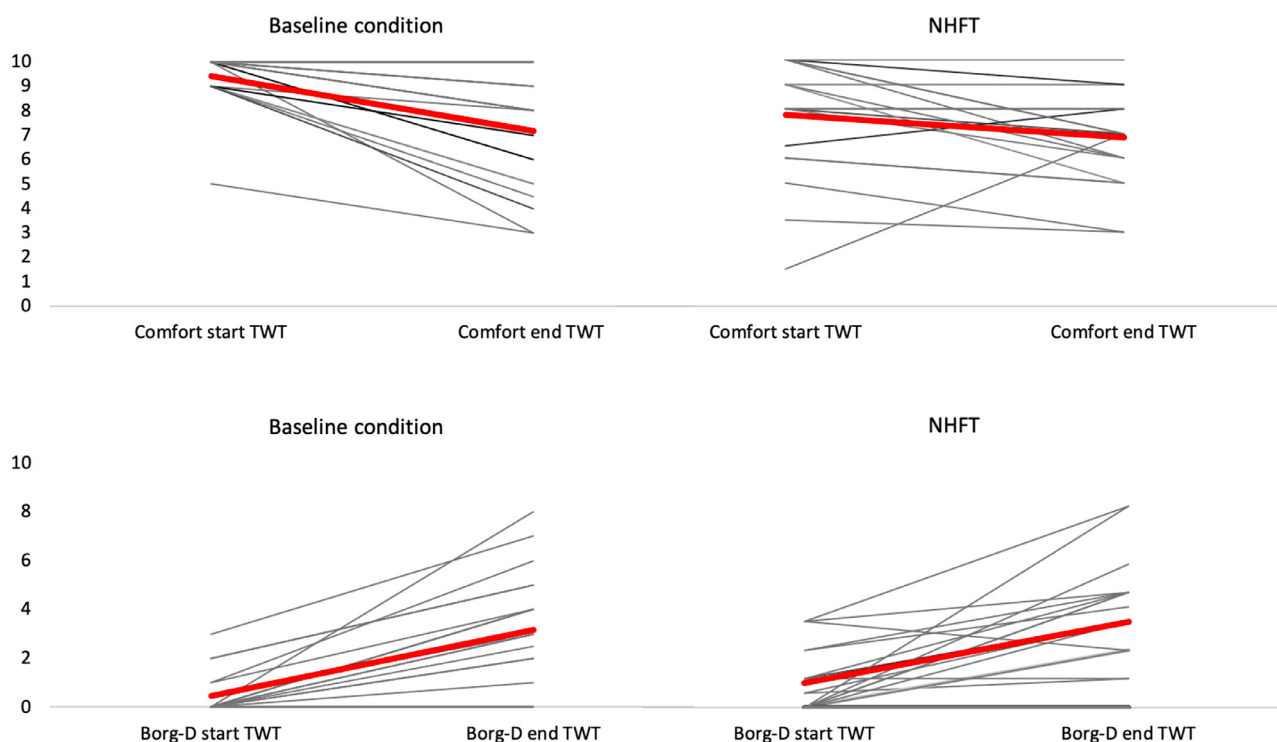 Baseline condition
NHFT
10
9
8
7
6
5
4
3
2
1
0
Comfort start TWT
Comfort end TWT
Comfort start TWT
Comfort end TWT
Baseline condition
NHFT
10
8
6
4
2
0
Borg-D start TWT
Borg-D end TWT
Borg-D start TWT
Borg-D end TWT